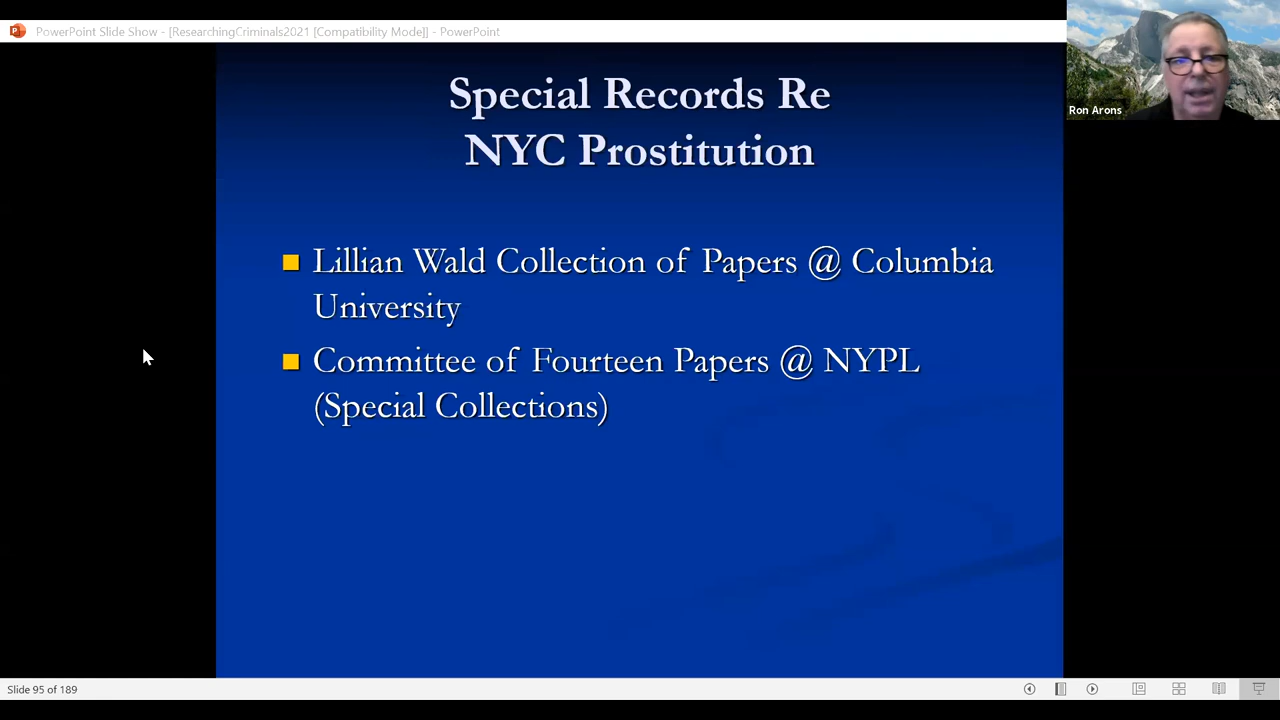 PowerPoint Slide Show - [ResearchingCriminals2021 [Compatibility Mode]] - PowerPoint
Ron Arons
Special Records Re
NYC Prostitution
Lillian Wald Collection of Papers @ Columbia
University
Committee of Fourteen Papers @ NYPL
(Special Collections)
Slide 95 of 189